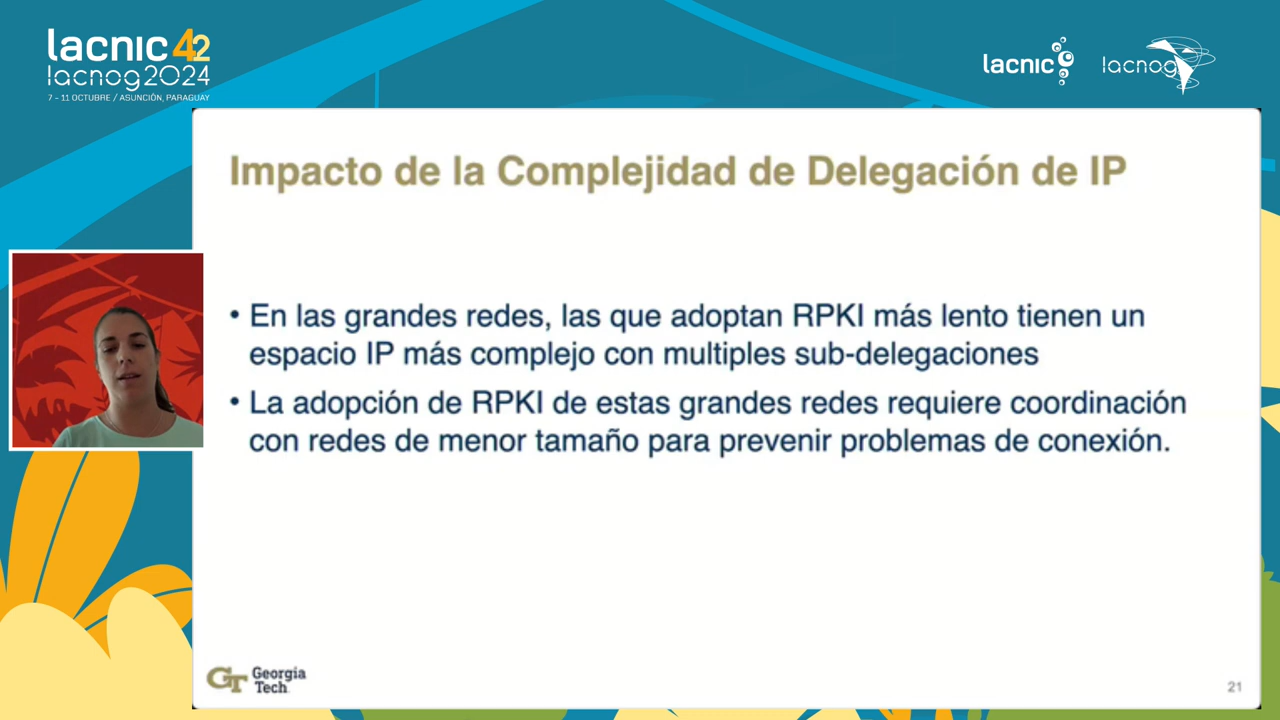 lacnic 42
lacnog2024
7 - 11 OCTUBRE / ASUNCIÓN, PARAGUAY
lacnic
lacnog
Impacto de la Complejidad de Delegación de IP
• En las grandes redes, las que adoptan RPKI más lento tienen un
espacio IP más complejo con multiples sub-delegaciones
• La adopción de RPKI de estas grandes redes requiere coordinación
con redes de menor tamaño para prevenir problemas de conexión.
GT Georgia
Tech
21